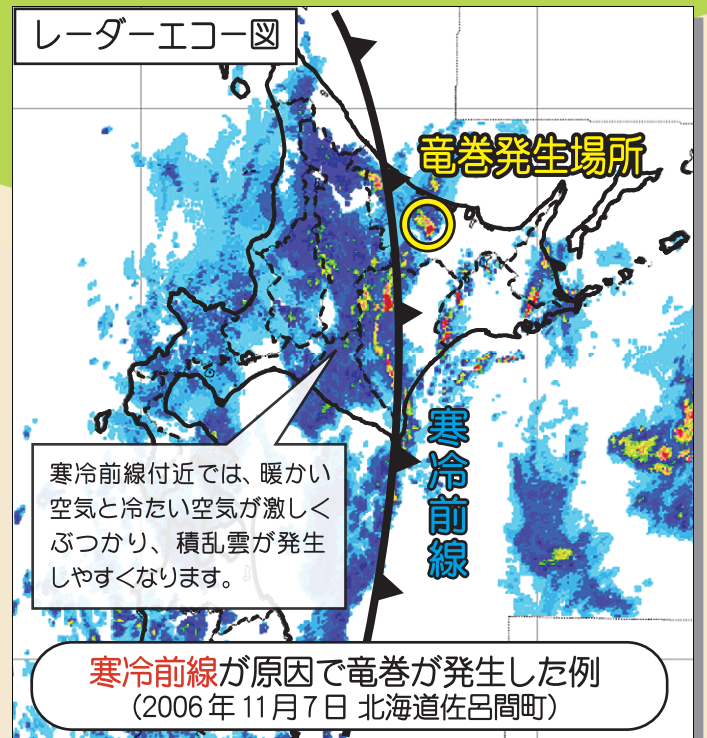 レーダーエコー図
竜巻発生場所
寒冷前線
寒冷前線付近では、暖かい
空気と冷たい空気が激しく
ぶつかり、積乱雲が発生
しやすくなります。
寒冷前線が原因で竜巻が発生した例
（2006年11月7日 北海道佐呂間町）